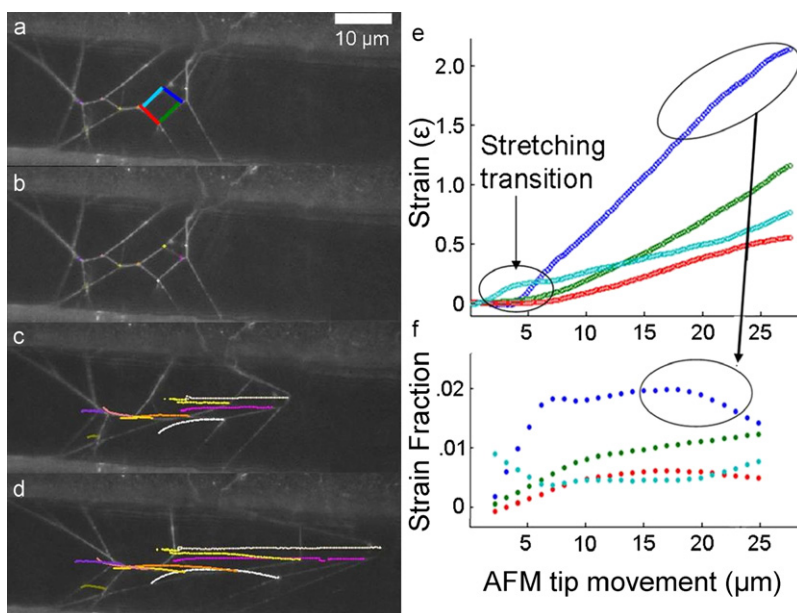 a
10 µm
b
c
d
e
2.0
1.5
1.0
0.5
0
Strain (ε)
Stretching
transition
5
10
15
20
25
f
.02
.01
0
Strain Fraction
5
10
15
20
25
AFM tip movement (µm)